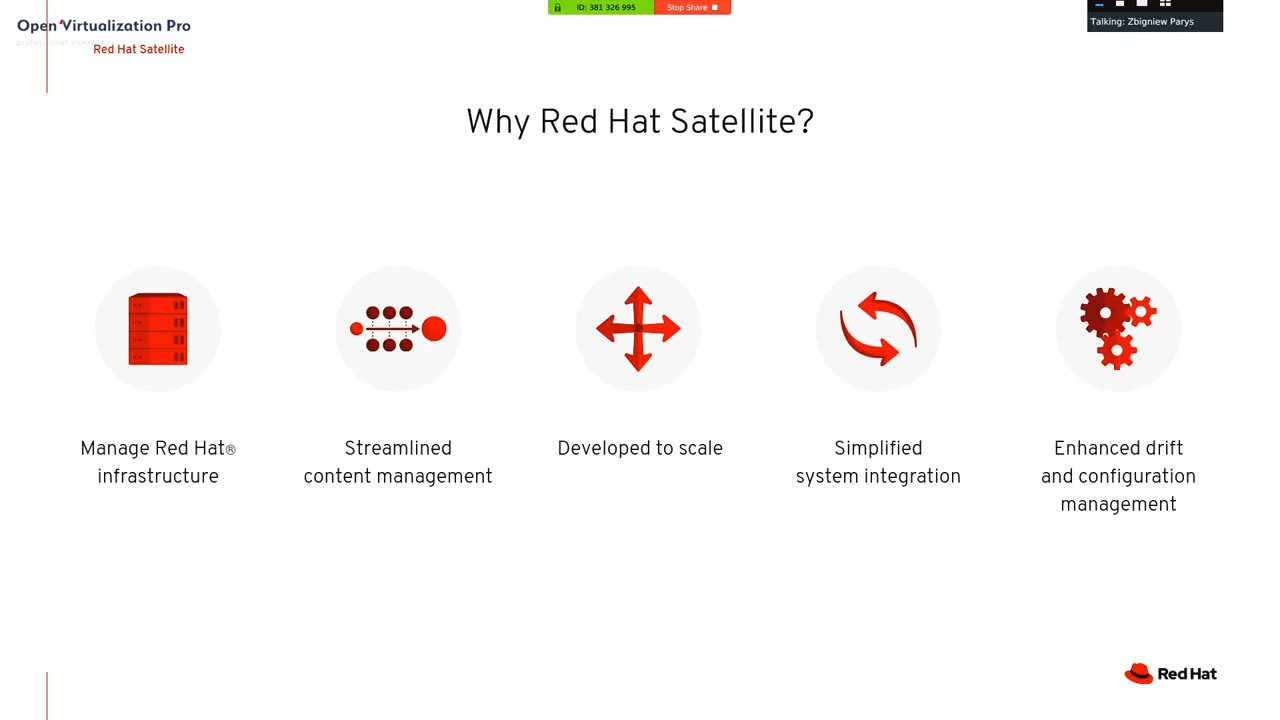 Open Virtualization Pro
Red Hat Satellite
ID: 381 326 995
Stop Share
Talking: Zbigniew Parys
Why Red Hat Satellite?
Manage Red Hat®
infrastructure
Streamlined
content management
Developed to scale
Simplified
system integration
Enhanced drift
and configuration
management
Red Hat